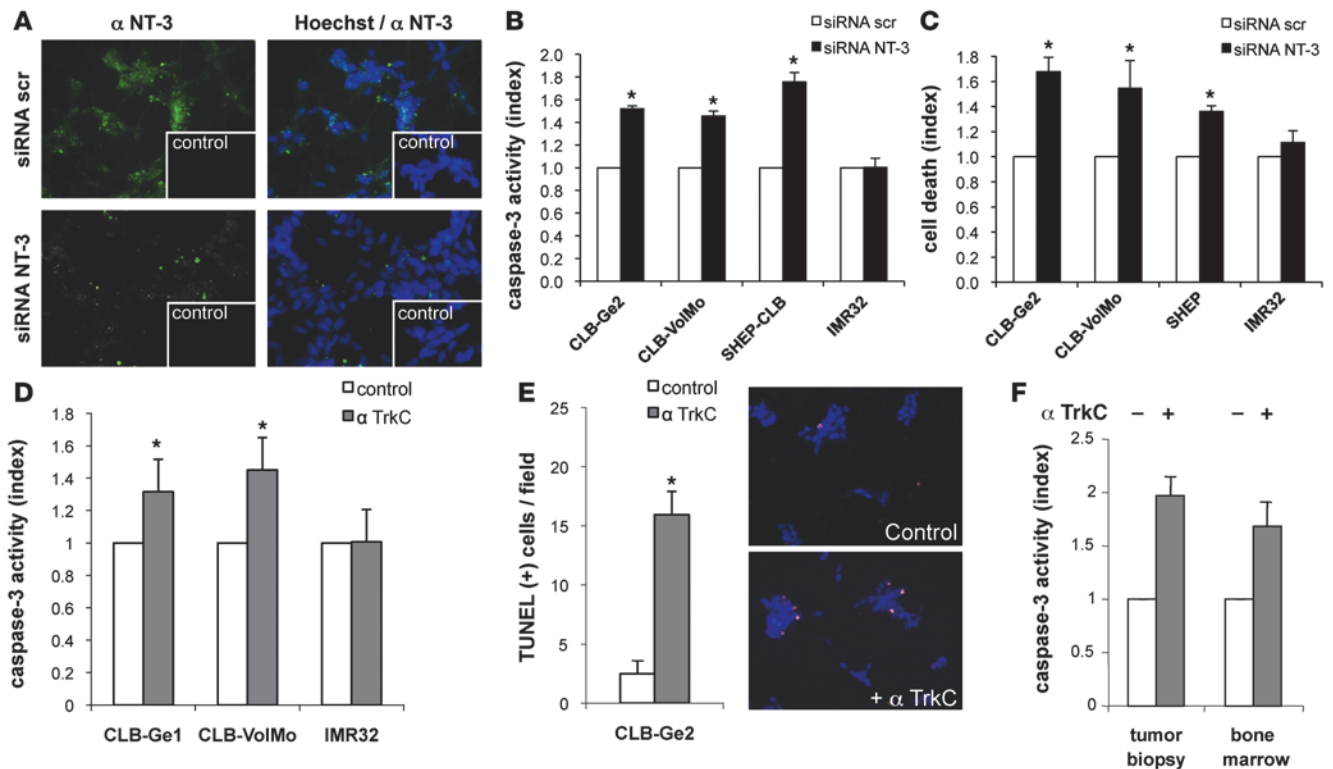 A
α NT-3
Hoechst / α NT-3
siRNA scr
control
control
siRNA NT-3
control
control
B
siRNA scr
siRNA NT-3
caspase-3 activity (index)
2.0
1.8
1.6
1.4
1.2
1.0
0.8
0.6
0.4
0.2
0.0
*
*
*
CLB-Ge2
CLB-VolMo
SHEP-CLB
IMR32
C
siRNA scr
siRNA NT-3
cell death (index)
1.8
1.6
1.4
1.2
1.0
0.8
0.6
0.4
0.2
0.0
*
*
*
CLB-Ge2
CLB-VolMo
SHEP
IMR32
D
control
α TrkC
caspase-3 activity (index)
1.8
1.6
1.4
1.2
1
0.8
0.6
0.4
0.2
0
*
*
CLB-Ge1
CLB-VolMo
IMR32
E
control
α TrkC
TUNEL (+) cells / field
25
20
15
10
5
0
*
CLB-Ge2
Control
+ α TrkC
F
α TrkC – + – +
caspase-3 activity (index)
2.5
2
1.5
1
0.5
0
tumor biopsy
bone marrow